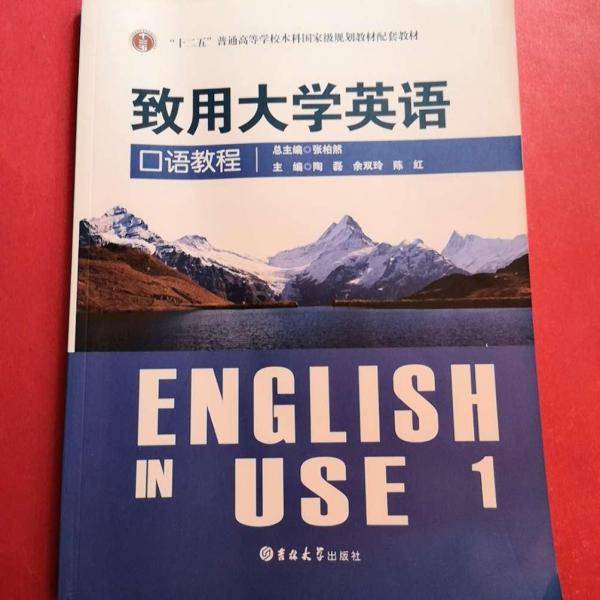 “十二五”普通高等学校本科国家级规划教材配套教材
致用大学英语
口语教程
总主编◎张柏然
主 编◎陶 磊 余双玲 陈 红
ENGLISH
IN USE 1
吉林大学出版社